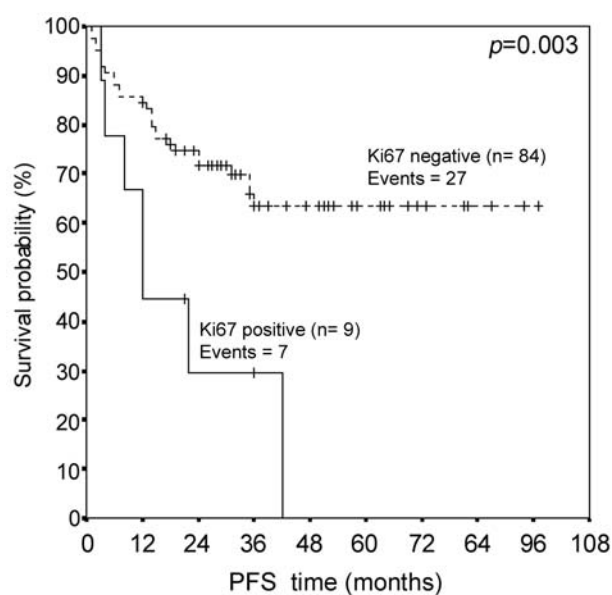 p=0.003
100
90
80
70
60
50
40
30
20
10
0
Survival probability (%)
Ki67 negative (n= 84)
Events = 27
Ki67 positive (n= 9)
Events = 7
0 12 24 36 48 60 72 64 96 108
PFS time (months)